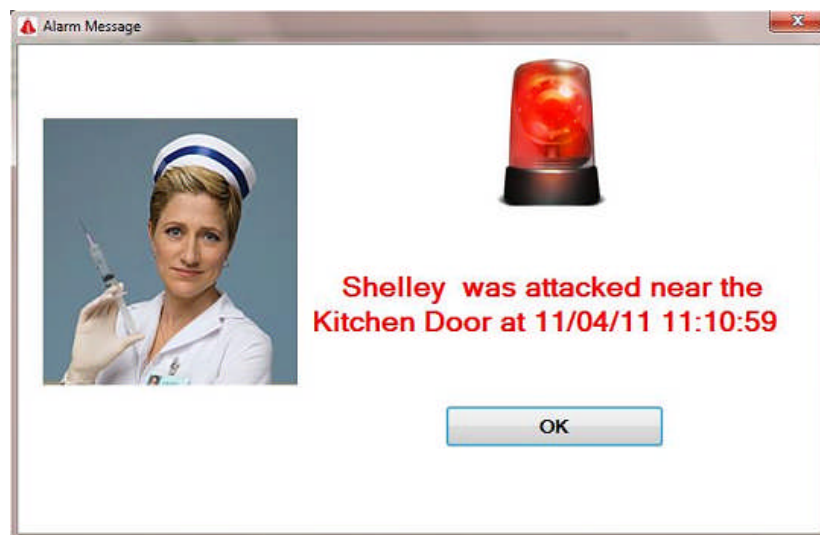 Alarm Message
Shelley was attacked near the
Kitchen Door at 11/04/11 11:10:59
OK